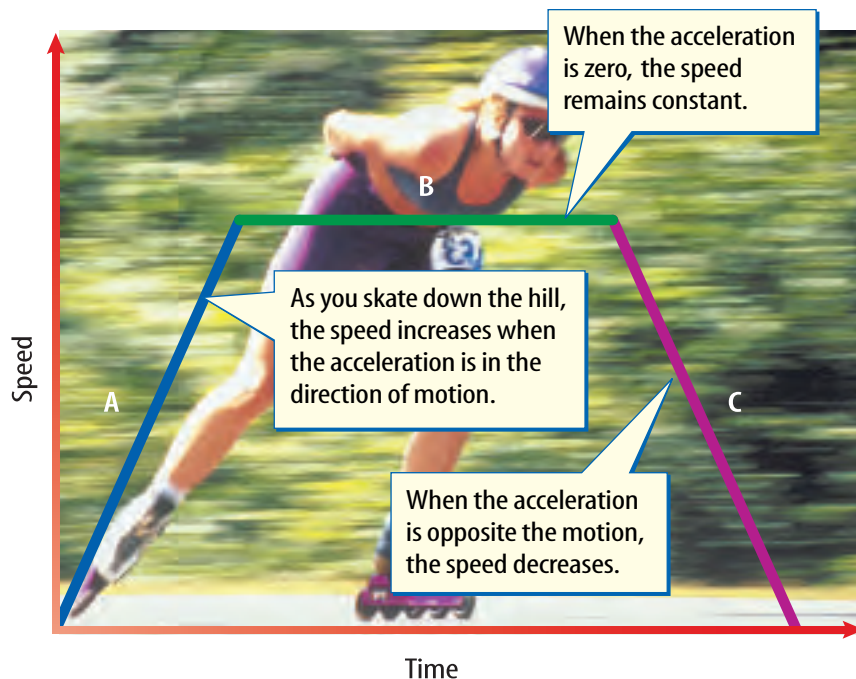 When the acceleration
is zero, the speed
remains constant.
B
As you skate down the hill,
the speed increases when
the acceleration is in the
direction of motion.
A
C
When the acceleration
is opposite the motion,
the speed decreases.
Speed
Time